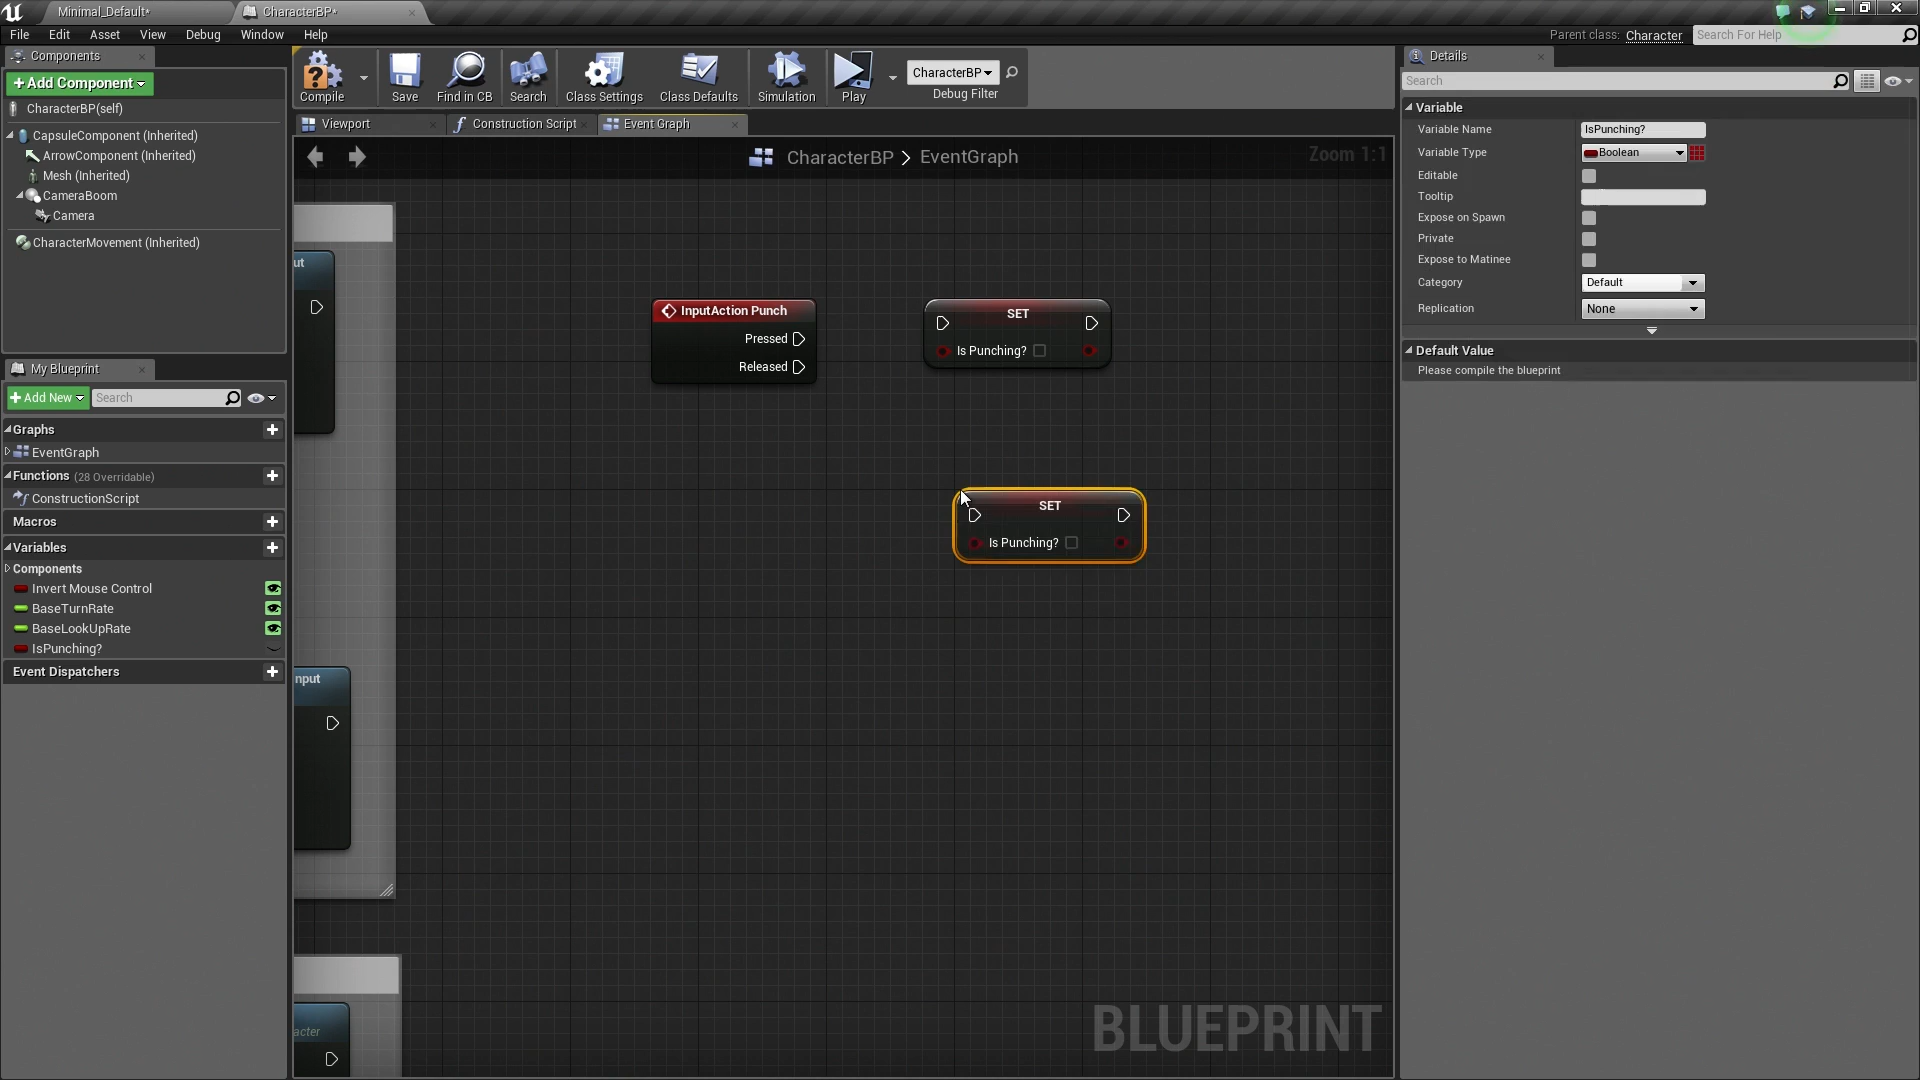 Minimal_Default*
CharacterBP*
File Edit Asset View Debug Window Help
Parent class: Character
Search For Help
Components
+Add Component
CharacterBP(self)
CapsuleComponent (Inherited)
ArrowComponent (Inherited)
Mesh (Inherited)
CameraBoom
Camera
CharacterMovement (Inherited)
My Blueprint
+Add New
Search
Graphs
EventGraph
Functions (28 Overridable)
ConstructionScript
Macros
Variables
Components
Invert Mouse Control
BaseTurnRate
BaseLookUpRate
IsPunching?
Event Dispatchers
Compile
Save
Find in CB
Search
Class Settings
Class Defaults
Simulation
Play
CharacterBP
Debug Filter
Viewport
Construction Script
Event Graph
CharacterBP > EventGraph
Zoom 1:1
ut
InputAction Punch
Pressed
Released
SET
Is Punching?
SET
Is Punching?
nput
acter
BLUEPRINT
Details
Search
Variable
Variable Name IsPunching?
Variable Type Boolean
Editable
Tooltip
Expose on Spawn
Private
Expose to Matinee
Category Default
Replication None
Default Value
Please compile the blueprint